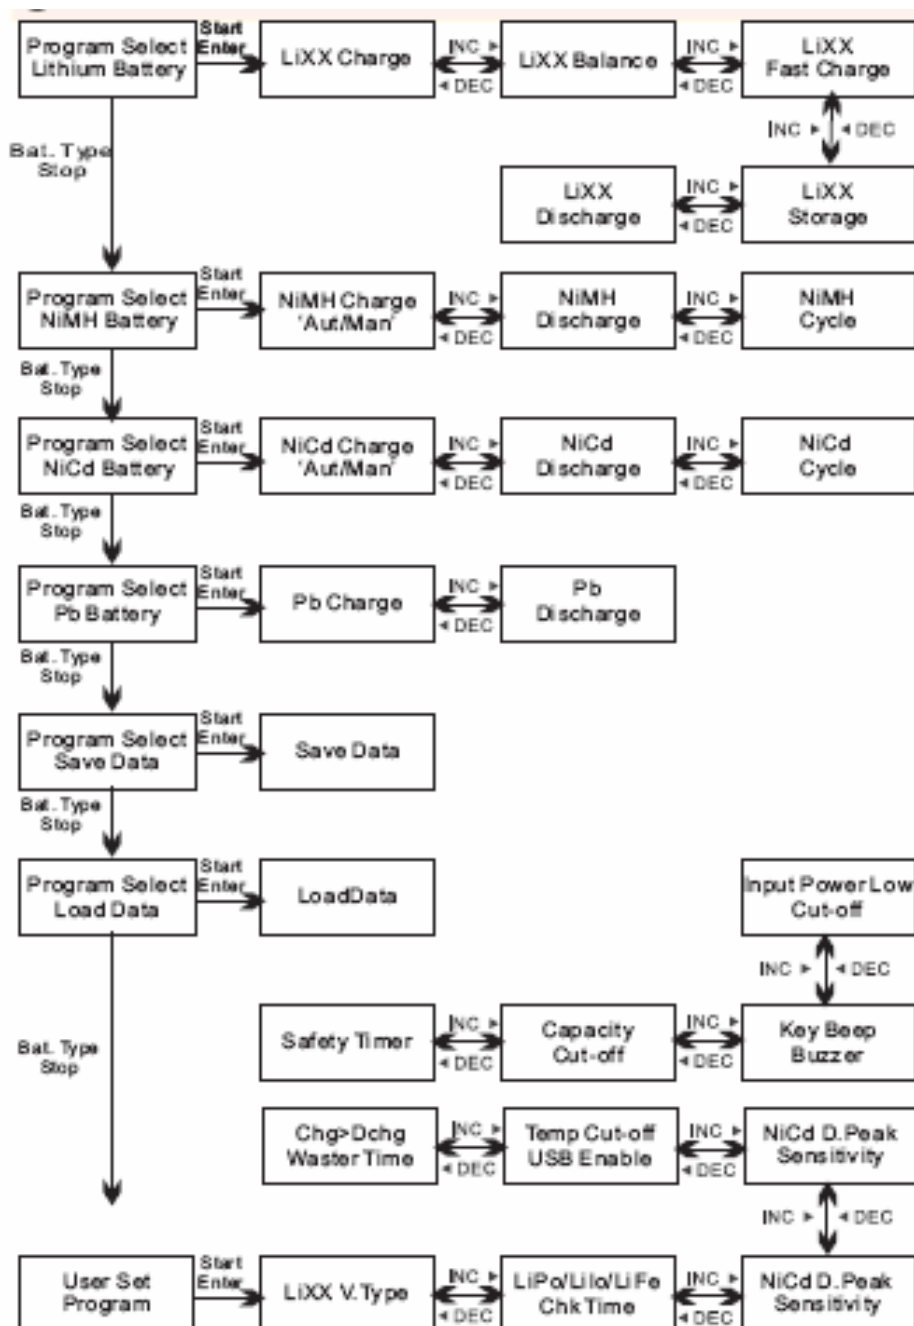 Program Select
Lithium Battery
Start
Enter
LiXX Charge
INC ►
◄ DEC
LiXX Balance
INC ►
◄ DEC
LiXX
Fast Charge
Bat. Type
Stop
INC ► ◄ DEC
LiXX
Discharge
INC ►
◄ DEC
LiXX
Storage
Program Select
NiMH Battery
Start
Enter
NiMH Charge
'Aut/Man'
INC ►
◄ DEC
NiMH
Discharge
INC ►
◄ DEC
NiMH
Cycle
Bat. Type
Stop
Program Select
NiCd Battery
Start
Enter
NiCd Charge
'Aut/Man'
INC ►
◄ DEC
NiCd
Discharge
INC ►
◄ DEC
NiCd
Cycle
Bat. Type
Stop
Program Select
Pb Battery
Start
Enter
Pb Charge
INC ►
◄ DEC
Pb
Discharge
Bat. Type
Stop
Program Select
Save Data
Start
Enter
Save Data
Bat. Type
Stop
Program Select
Load Data
Start
Enter
LoadData
Input Power Low
Cut-off
INC ► ◄ DEC
Bat. Type
Stop
Safety Timer
INC ►
◄ DEC
Capacity
Cut-off
INC ►
◄ DEC
Key Beep
Buzzer
Chg>Dchg
Waster Time
INC ►
◄ DEC
Temp Cut-off
USB Enable
INC ►
◄ DEC
NiCd D.Peak
Sensitivity
INC ► ◄ DEC
User Set
Program
Start
Enter
LiXX V.Type
INC ►
◄ DEC
LiPo/LiIo/LiFe
Chk Time
INC ►
◄ DEC
NiCd D.Peak
Sensitivity